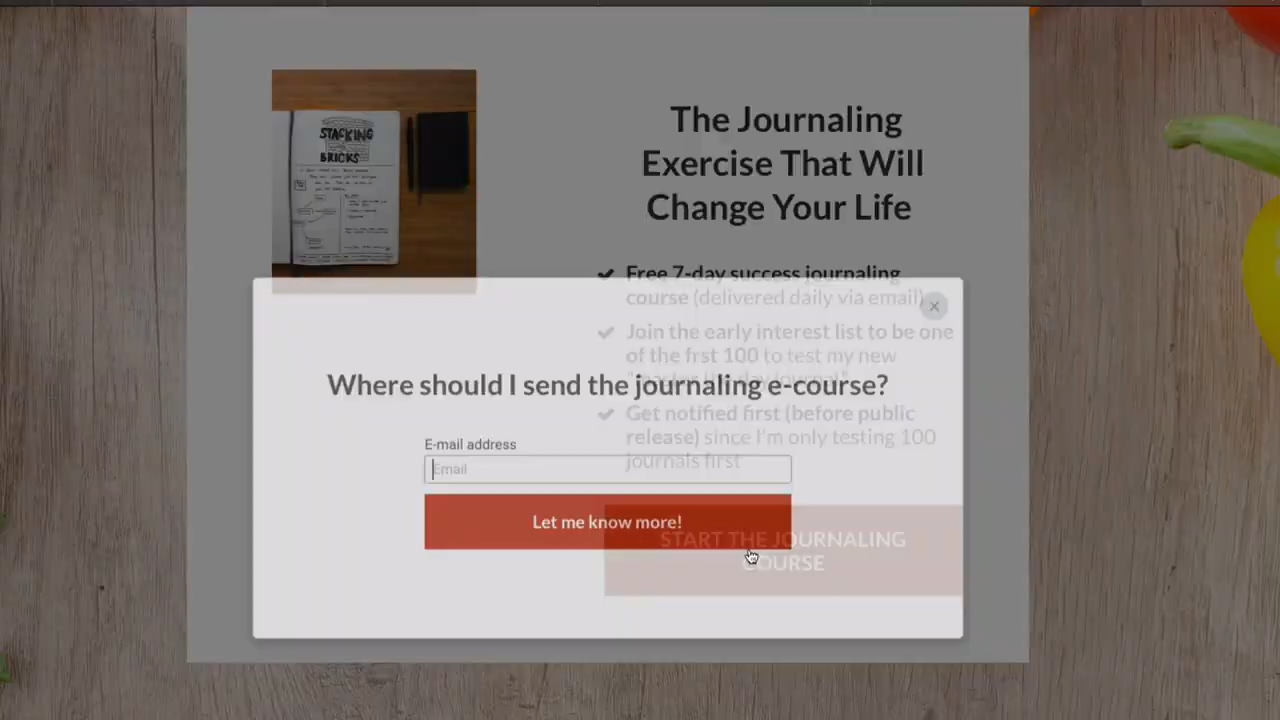 STACKING
BRICKS
The Journaling
Exercise That Will
Change Your Life
Free 7-day success journaling
course (delivered daily via email)
Join the early interest list to be one
of the frst 100 to test my new
Get notified first (before public
release) since I'm only testing 100
journals first
START THE JOURNALING
COURSE
Where should I send the journaling e-course?
E-mail address
Email
Let me know more!